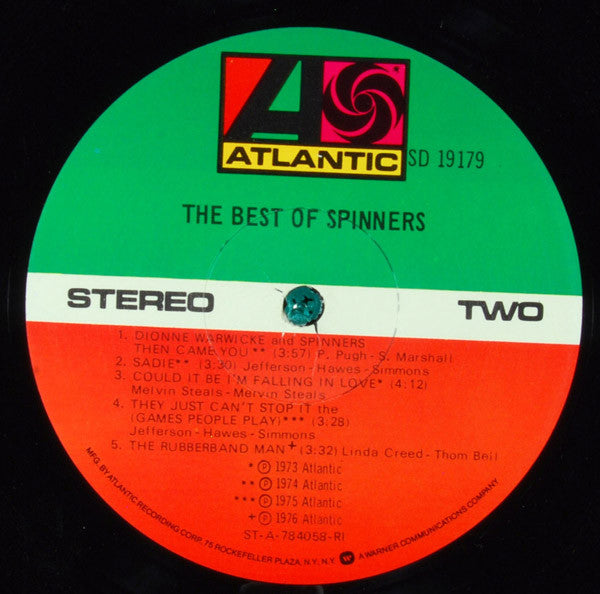 ATLANTIC SD 19179
THE BEST OF SPINNERS
STEREO TWO
1. DIONNE WARWICKE and SPINNERS
THEN CAME YOU** (3:57) P. Pugh - S. Marshall
2. SADIE** (3:30) Jefferson - Hawes - Simmons
3. COULD IT BE I'M FALLING IN LOVE* (4:12)
Melvin Steals - Mervin Steals
4. THEY JUST CAN'T STOP IT the
(GAMES PEOPLE PLAY)*** (3:28)
Jefferson - Hawes - Simmons
5. THE RUBBERBAND MAN+ (3:32) Linda Creed - Thom Bell
* Ⓟ 1973 Atlantic
** Ⓟ 1974 Atlantic
*** Ⓟ 1975 Atlantic
+ Ⓟ 1976 Atlantic
ST-A-784058-RI
MFG. BY ATLANTIC RECORDING CORP. 75 ROCKEFELLER PLAZA, N.Y. N.Y. A WARNER COMMUNICATIONS COMPANY